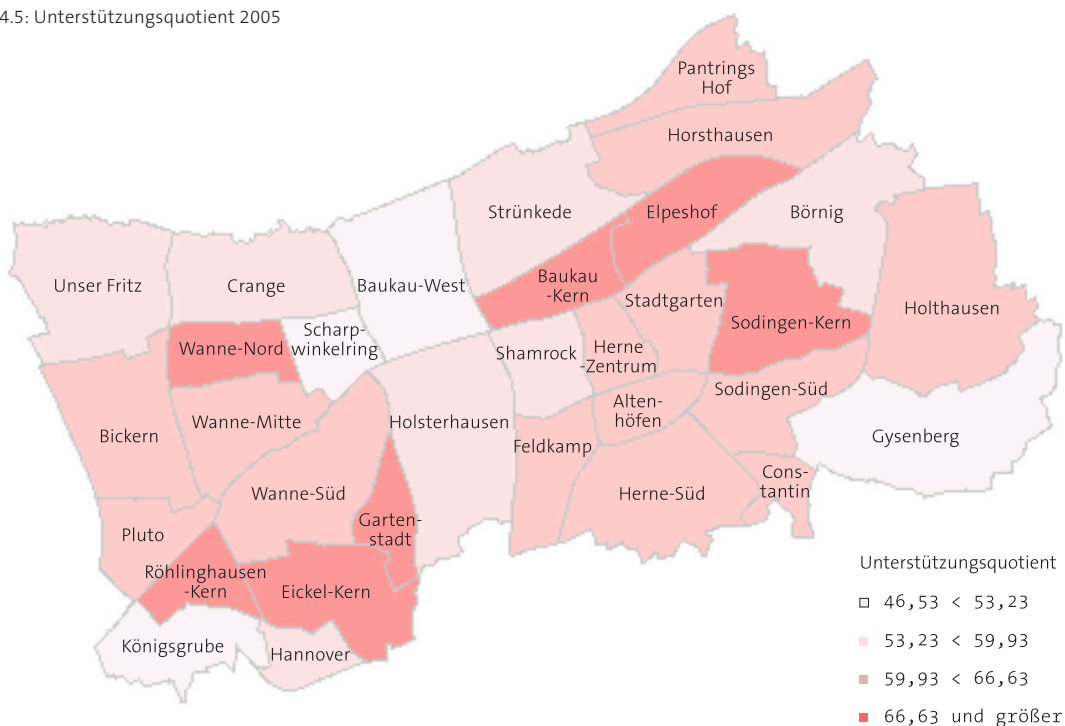 4.5: Unterstützungsquotient 2005
Pantrings
Hof
Horsthausen
Strünkede
Elpeshof
Börnig
Unser Fritz
Crange
Baukau-West
Baukau
-Kern
Stadtgarten
Holthausen
Sodingen-Kern
Scharp-
winkelring
Wanne-Nord
Shamrock
Herne
-Zentrum
Sodingen-Süd
Bickern
Wanne-Mitte
Holsterhausen
Alten-
höfen
Feldkamp
Gysenberg
Wanne-Süd
Herne-Süd
Cons-
tantin
Pluto
Garten-
stadt
Röhlinghausen
-Kern
Eickel-Kern
Königsgrube
Hannover
Unterstützungsquotient
46,53 < 53,23
53,23 < 59,93
59,93 < 66,63
66,63 und größer